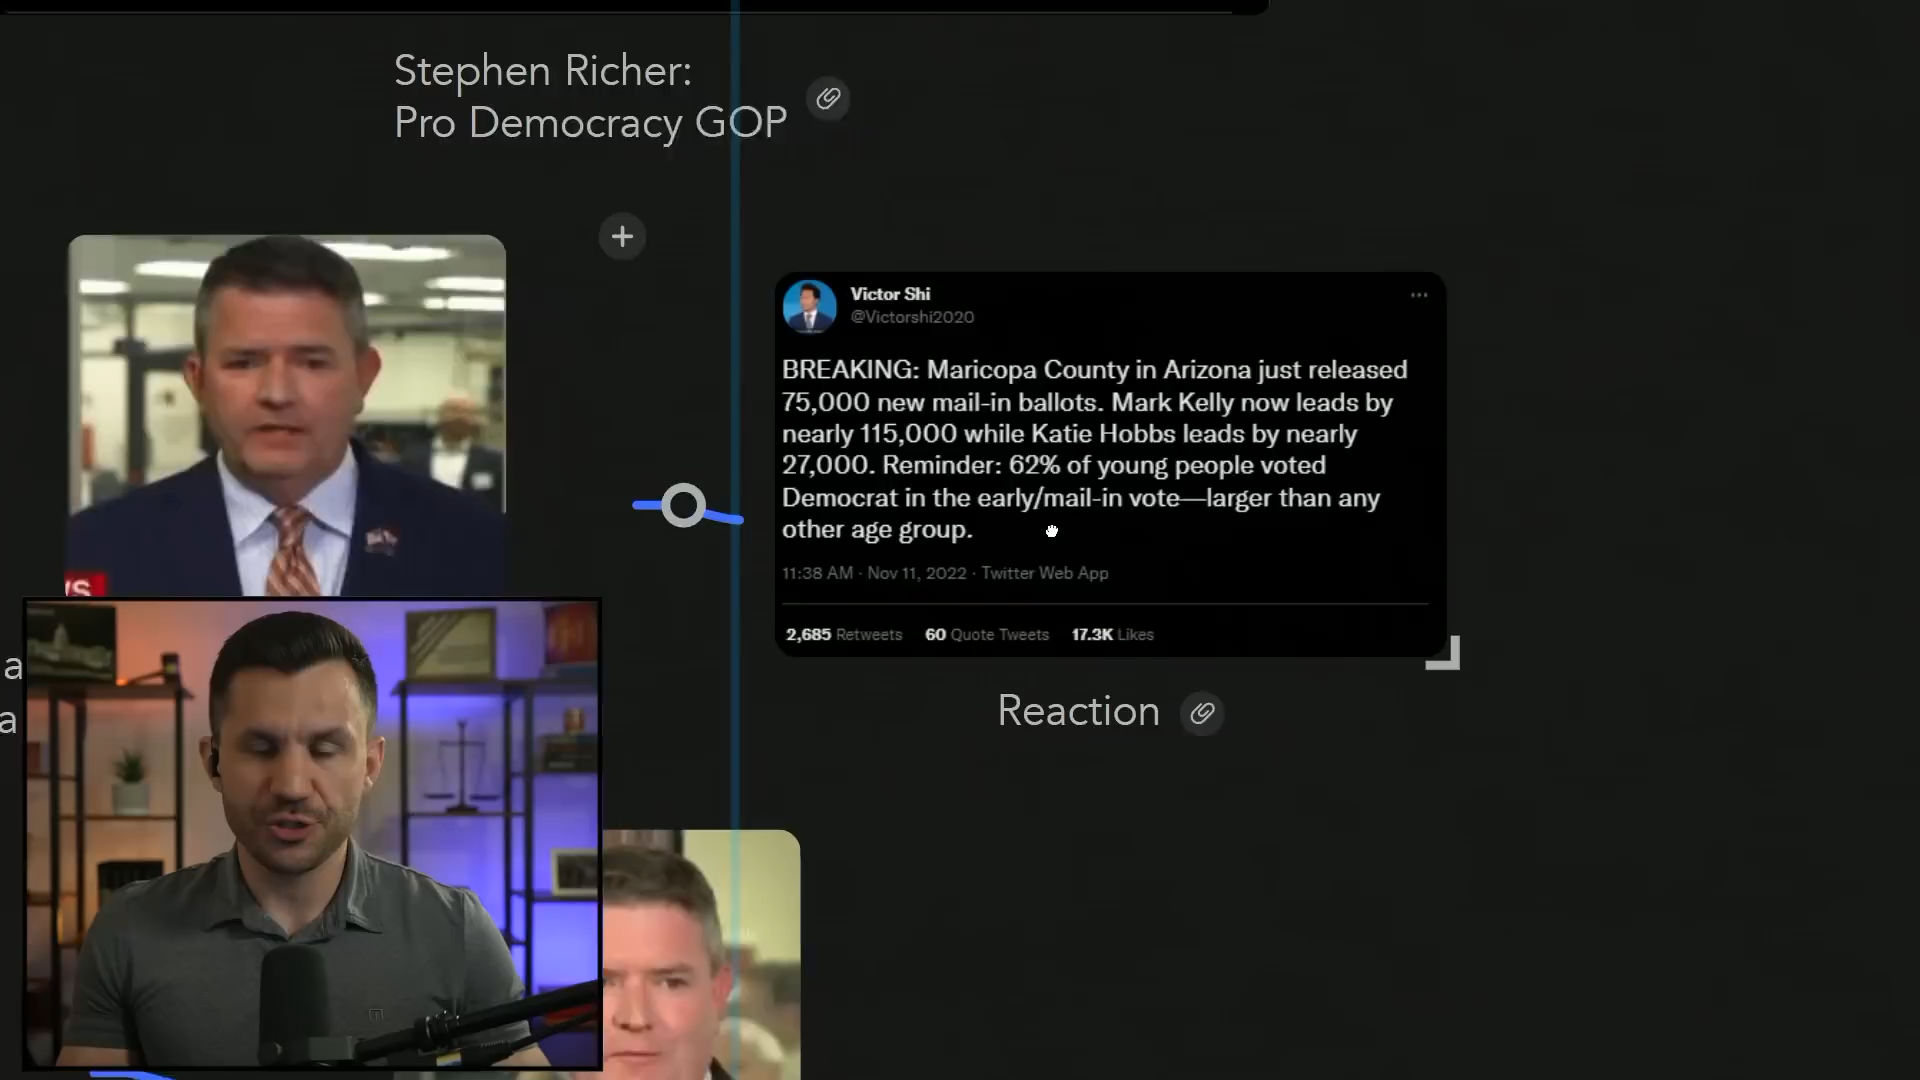 Stephen Richer:
Pro Democracy GOP
Victor Shi
@Victorshi2020
BREAKING: Maricopa County in Arizona just released
75,000 new mail-in ballots. Mark Kelly now leads by
nearly 115,000 while Katie Hobbs leads by nearly
27,000. Reminder: 62% of young people voted
Democrat in the early/mail-in vote—larger than any
other age group.
11:38 AM · Nov 11, 2022 · Twitter Web App
2,685 Retweets 60 Quote Tweets 17.3K Likes
Reaction
a
a